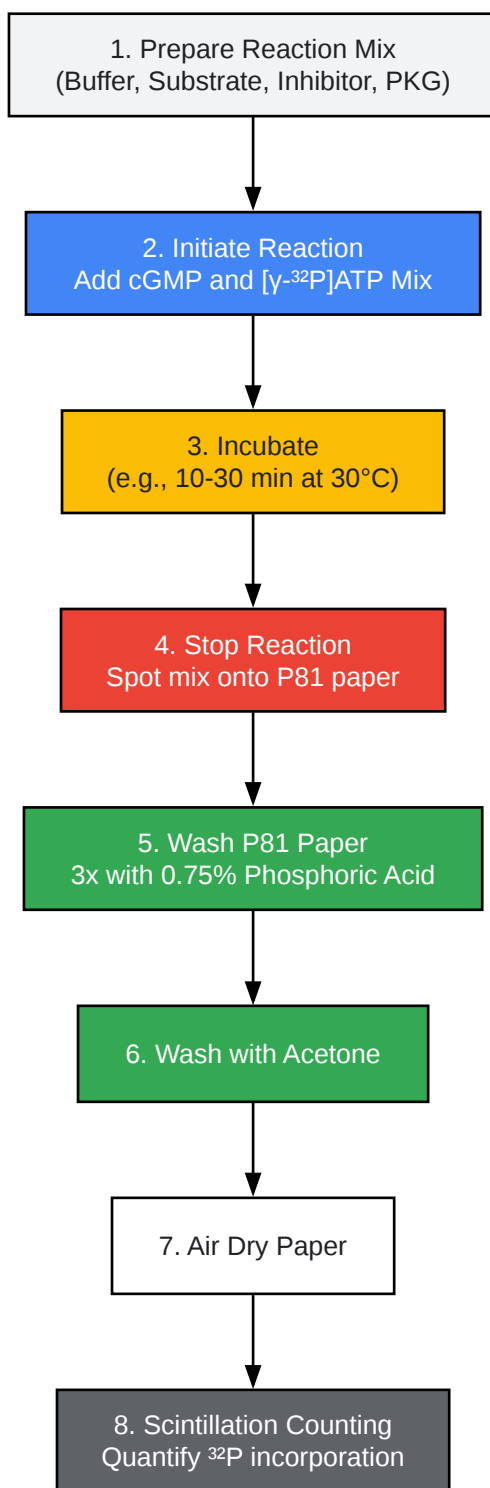 1. Prepare Reaction Mix
(Buffer, Substrate, Inhibitor, PKG)
2. Initiate Reaction
Add cGMP and [γ-³²P]ATP Mix
3. Incubate
(e.g., 10-30 min at 30°C)
4. Stop Reaction
Spot mix onto P81 paper
5. Wash P81 Paper
3x with 0.75% Phosphoric Acid
6. Wash with Acetone
7. Air Dry Paper
8. Scintillation Counting
Quantify ³²P incorporation